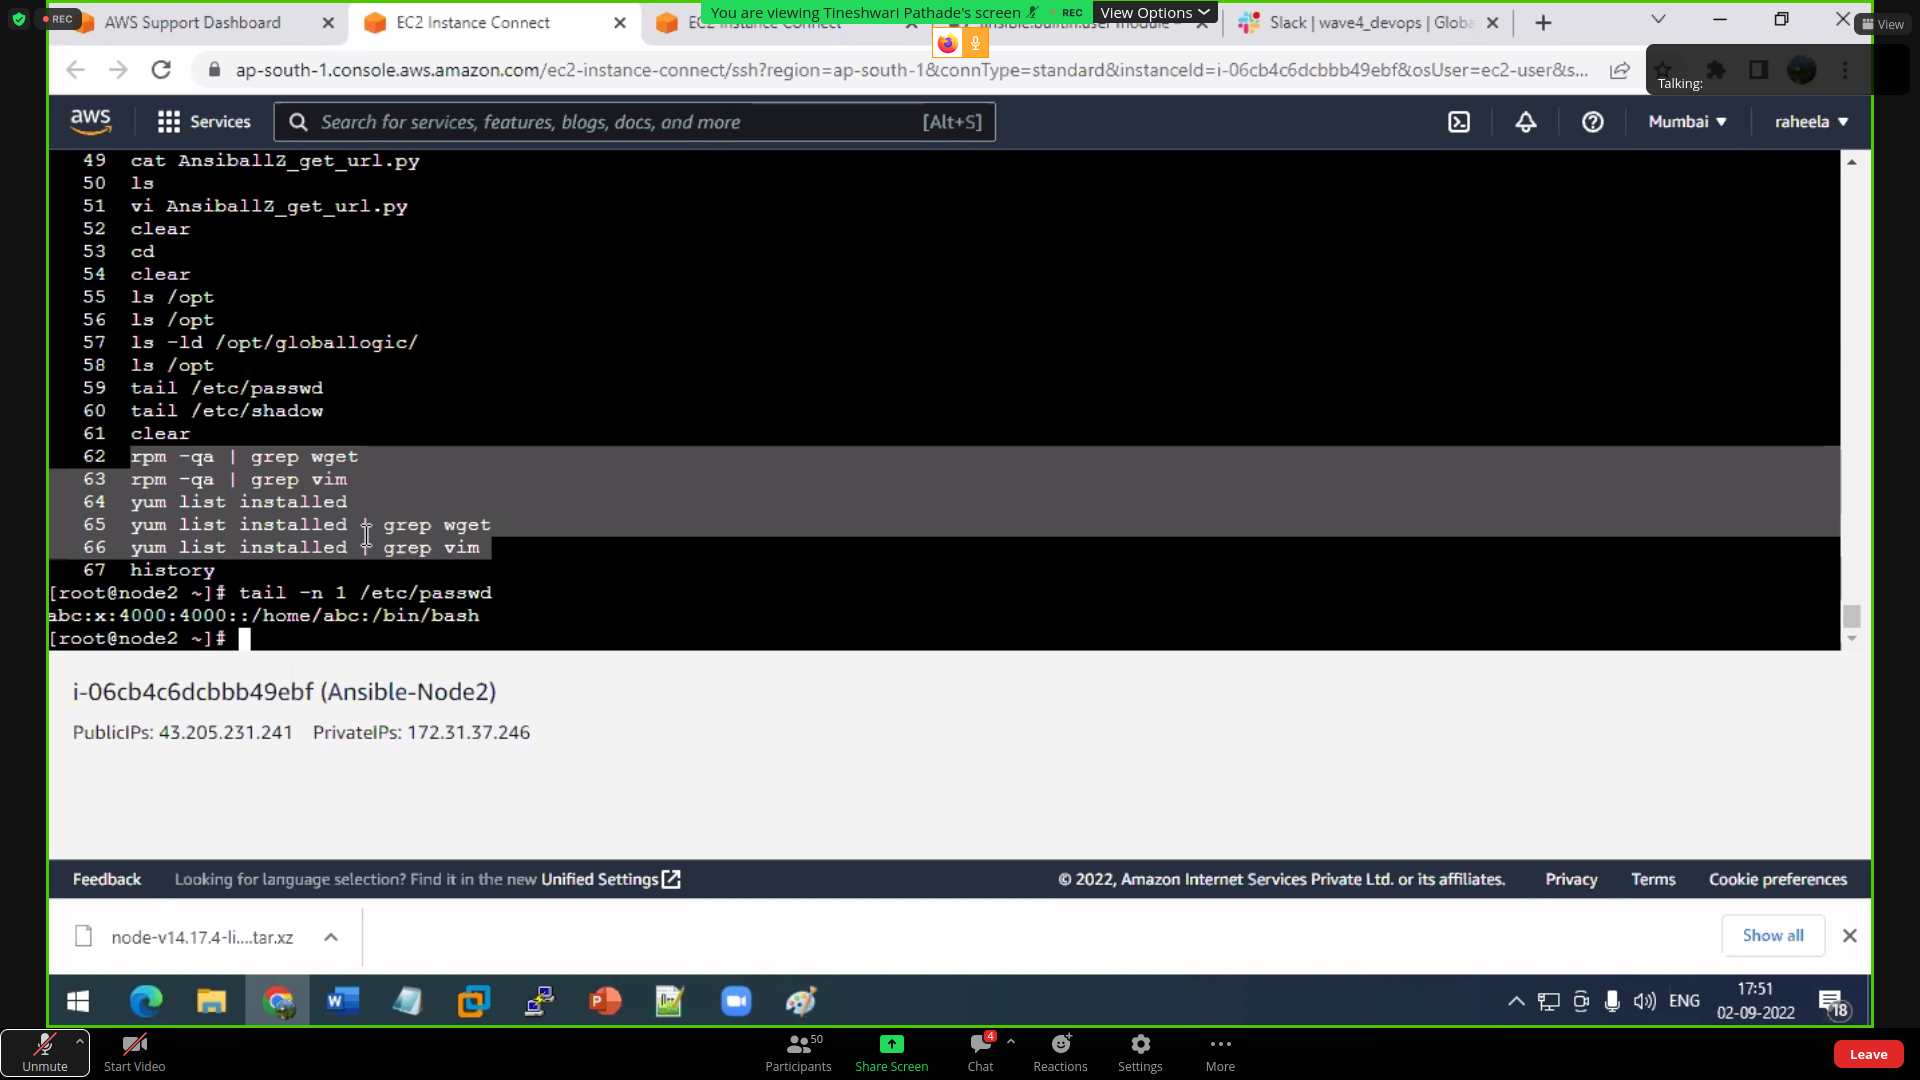 REC
AWS Support Dashboard
EC2 Instance Connect
You are viewing Tineshwari Pathade's screen
REC
View Options
Slack | wave4_devops | Globa
View
ap-south-1.console.aws.amazon.com/ec2-instance-connect/ssh?region=ap-south-1&connType=standard&instanceId=i-06cb4c6dcbbb49ebf&osUser=ec2-user&s...
Talking:
aws
Services
Search for services, features, blogs, docs, and more
[Alt+S]
Mumbai
raheela
49 cat AnsiballZ_get_url.py
50 ls
51 vi AnsiballZ_get_url.py
52 clear
53 cd
54 clear
55 ls /opt
56 ls /opt
57 ls -ld /opt/globallogic/
58 ls /opt
59 tail /etc/passwd
60 tail /etc/shadow
61 clear
62 rpm -qa | grep wget
63 rpm -qa | grep vim
64 yum list installed
65 yum list installed | grep wget
66 yum list installed | grep vim
67 history
[root@node2 ~]# tail -n 1 /etc/passwd
abc:x:4000:4000::/home/abc:/bin/bash
[root@node2 ~]#
i-06cb4c6dcbbb49ebf (Ansible-Node2)
PublicIPs: 43.205.231.241 PrivateIPs: 172.31.37.246
Feedback
Looking for language selection? Find it in the new Unified Settings
© 2022, Amazon Internet Services Private Ltd. or its affiliates.
Privacy
Terms
Cookie preferences
node-v14.17.4-li....tar.xz
Show all
ENG
17:51
02-09-2022
18
Unmute
Start Video
50
Participants
Share Screen
4
Chat
Reactions
Settings
More
Leave